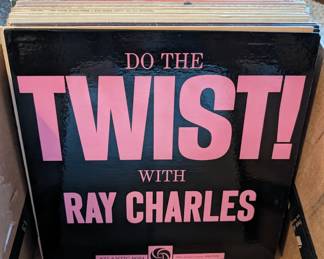 DO THE
TWIST!
WITH
RAY CHARLES